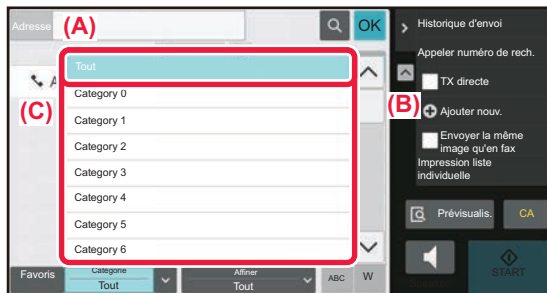 Adresse
(A)
OK
Historique d'envoi
Appeler numéro de rech.
TX directe
(B)
Ajouter nouv.
Envoyer la même
image qu'en fax
Impression liste
individuelle
A
(C)
Tout
Category 0
Category 1
Category 2
Category 3
Category 4
Category 5
Category 6
Prévisualis.
CA
Favoris
Catégorie
Tout
Affiner
Tout
ABC
W
START